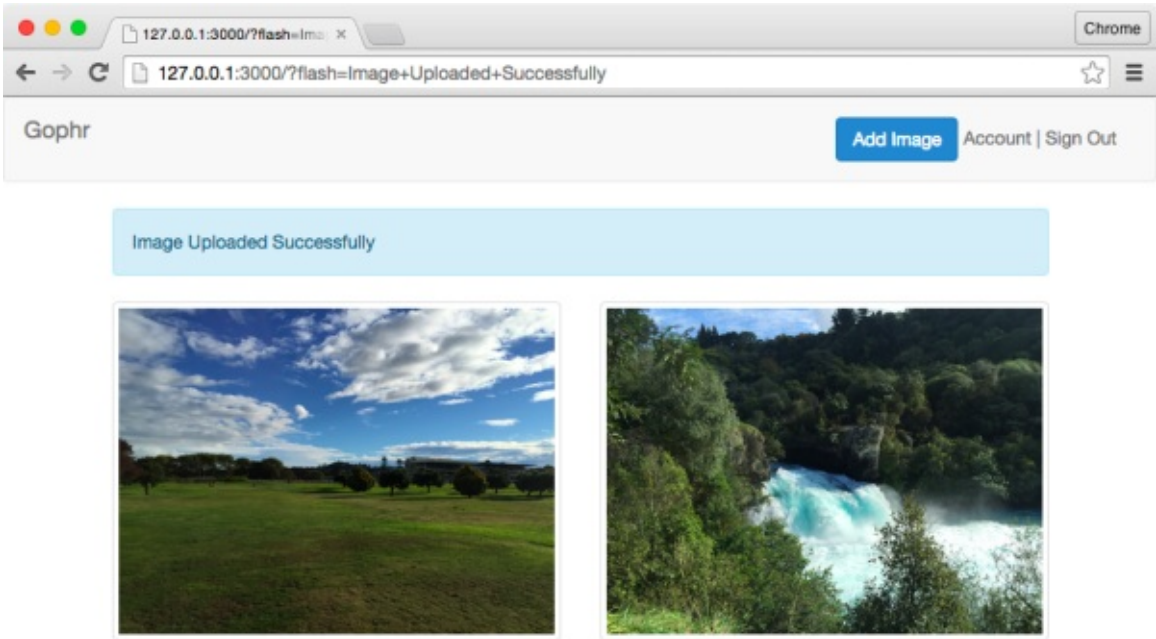 127.0.0.1:3000/?flash=Ima
Chrome
127.0.0.1:3000/?flash=Image+Uploaded+Successfully
Gophr
Add Image Account | Sign Out
Image Uploaded Successfully